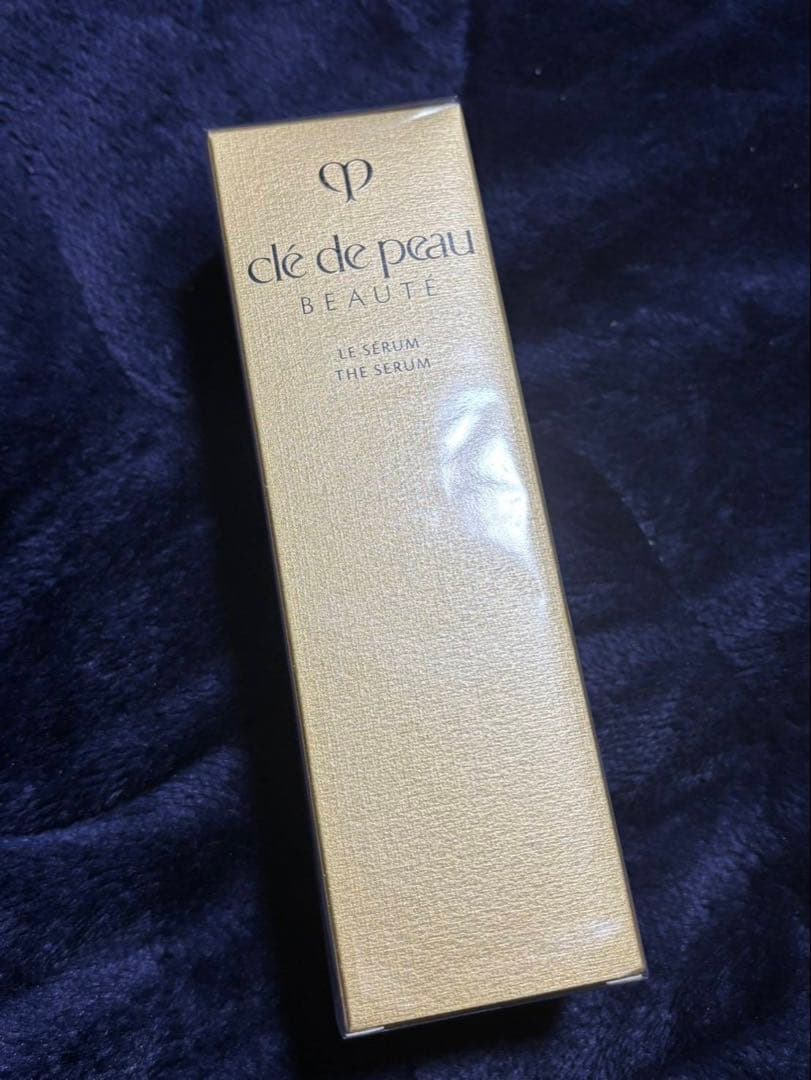 clé de peau
BEAUTÉ
LE SÉRUM
THE SERUM